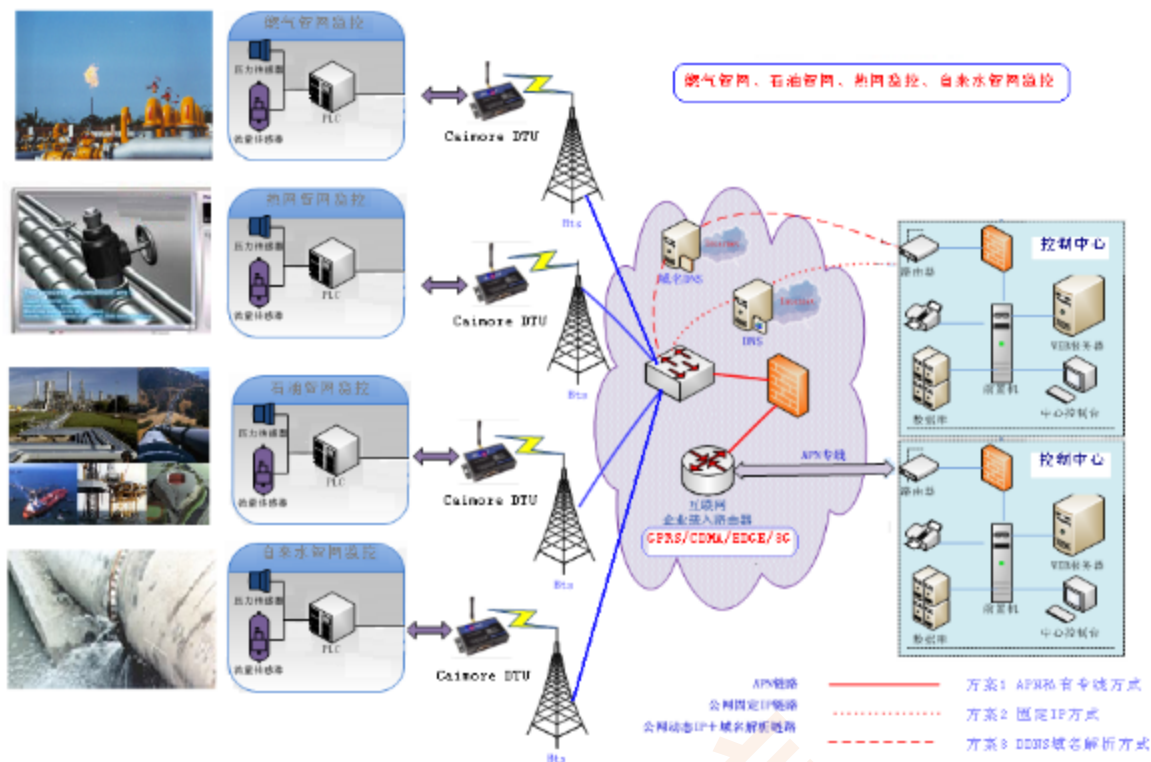 燃气管网监控
压力传感器
流量传感器
PLC
Caimore DTU
Bts
热网管网监控
压力传感器
流量传感器
PLC
Caimore DTU
Bts
石油管网监控
压力传感器
流量传感器
PLC
Caimore DTU
Bts
自来水管网监控
压力传感器
流量传感器
PLC
Caimore DTU
Bts
燃气管网、石油管网、热网监控、自来水管网监控
域名DNS
DNS
互联网
企业接入路由器
GPRS/CDMA/EDGE/3G
APN专线
控制中心
路由器
WEB服务器
前置机
数据库
中心控制台
控制中心
路由器
WEB服务器
前置机
数据库
中心控制台
APN链路
方案1 APN私有专线方式
公网固定IP链路
方案2 固定IP方式
公网动态IP+域名解析链路
方案3 DDNS域名解析方式